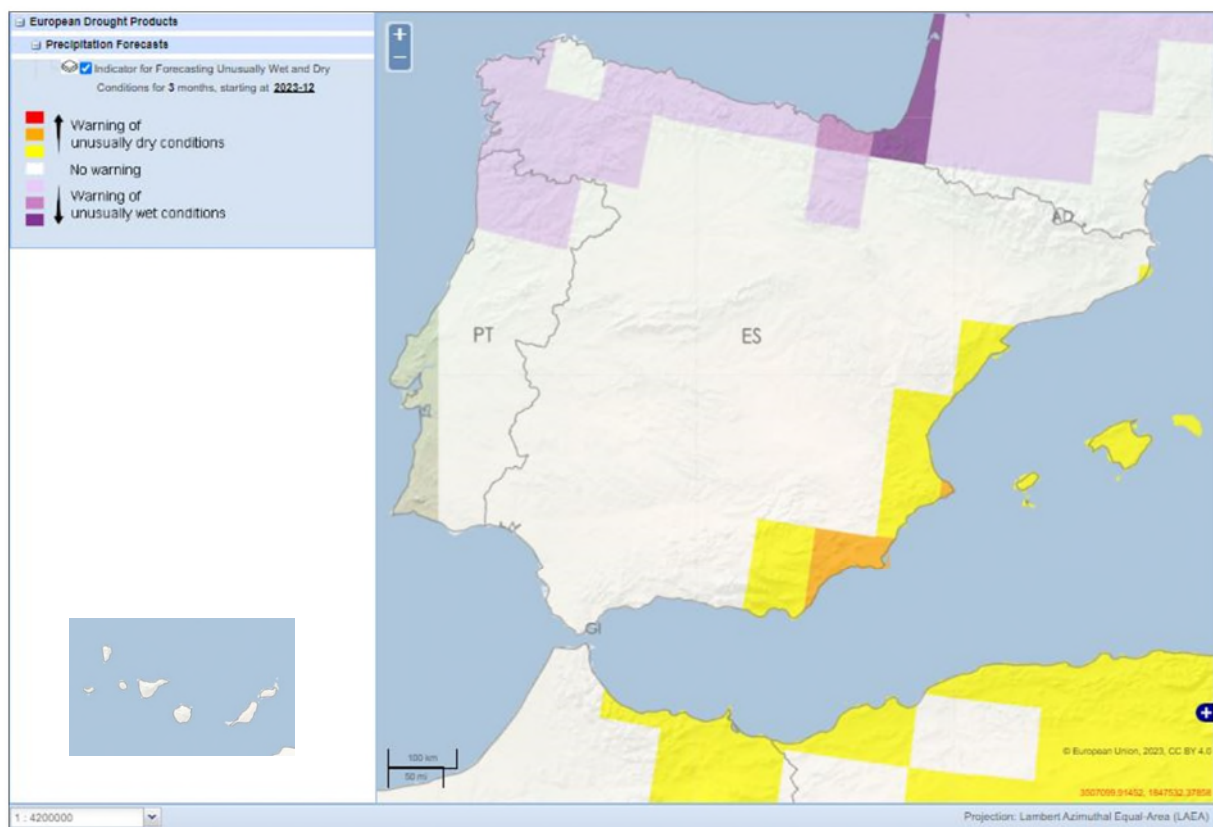 European Drought Products
Precipitation Forecasts
Indicator for Forecasting Unusually Wet and Dry
Conditions for 3 months, starting at 2023-12
Warning of
unusually dry conditions
No warning
Warning of
unusually wet conditions
+
−
AD
PT
ES
GI
100 km
50 mi
+
© European Union, 2023, CC BY 4.0
3507099.91452, 1847532.37858
1 : 4200000
Projection: Lambert Azimuthal Equal-Area (LAEA)